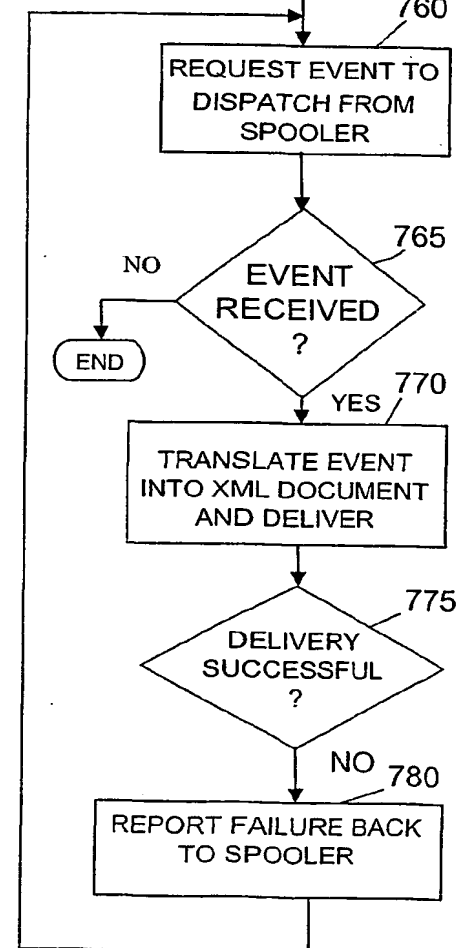 760
REQUEST EVENT TO
DISPATCH FROM
SPOOLER
765
NO
EVENT
RECEIVED
?
END
770
YES
TRANSLATE EVENT
INTO XML DOCUMENT
AND DELIVER
775
DELIVERY
SUCCESSFUL
?
NO
780
REPORT FAILURE BACK
TO SPOOLER